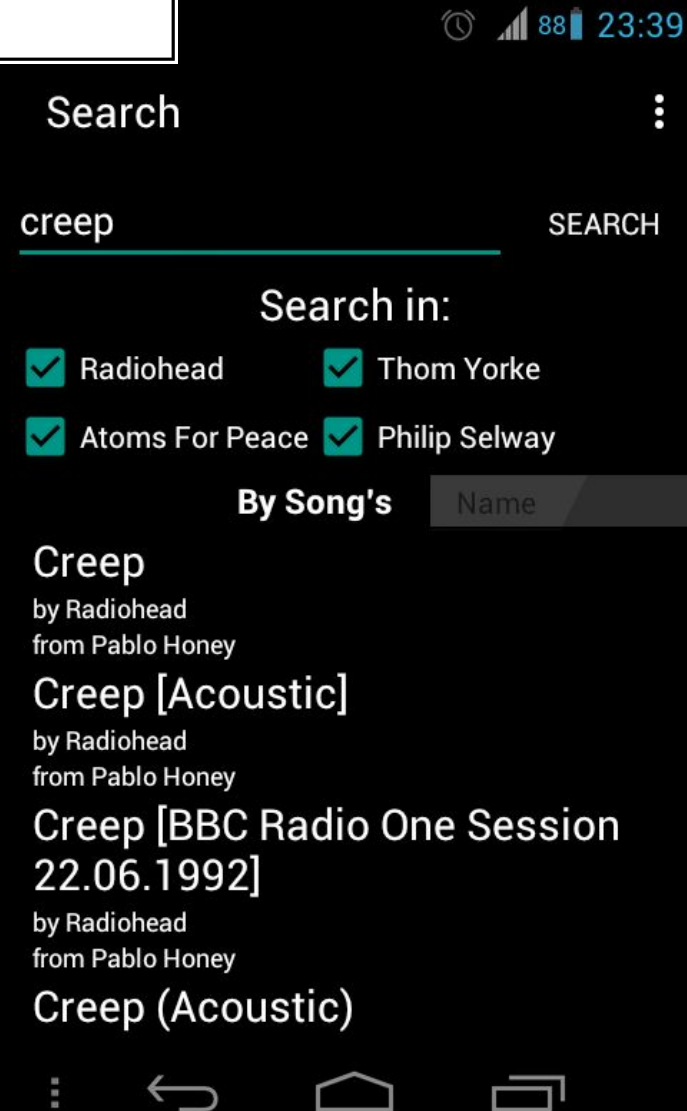 88 23:39
Search
creep SEARCH
Search in:
Radiohead Thom Yorke
Atoms For Peace Philip Selway
By Song's Name
Creep
by Radiohead
from Pablo Honey
Creep [Acoustic]
by Radiohead
from Pablo Honey
Creep [BBC Radio One Session
22.06.1992]
by Radiohead
from Pablo Honey
Creep (Acoustic)